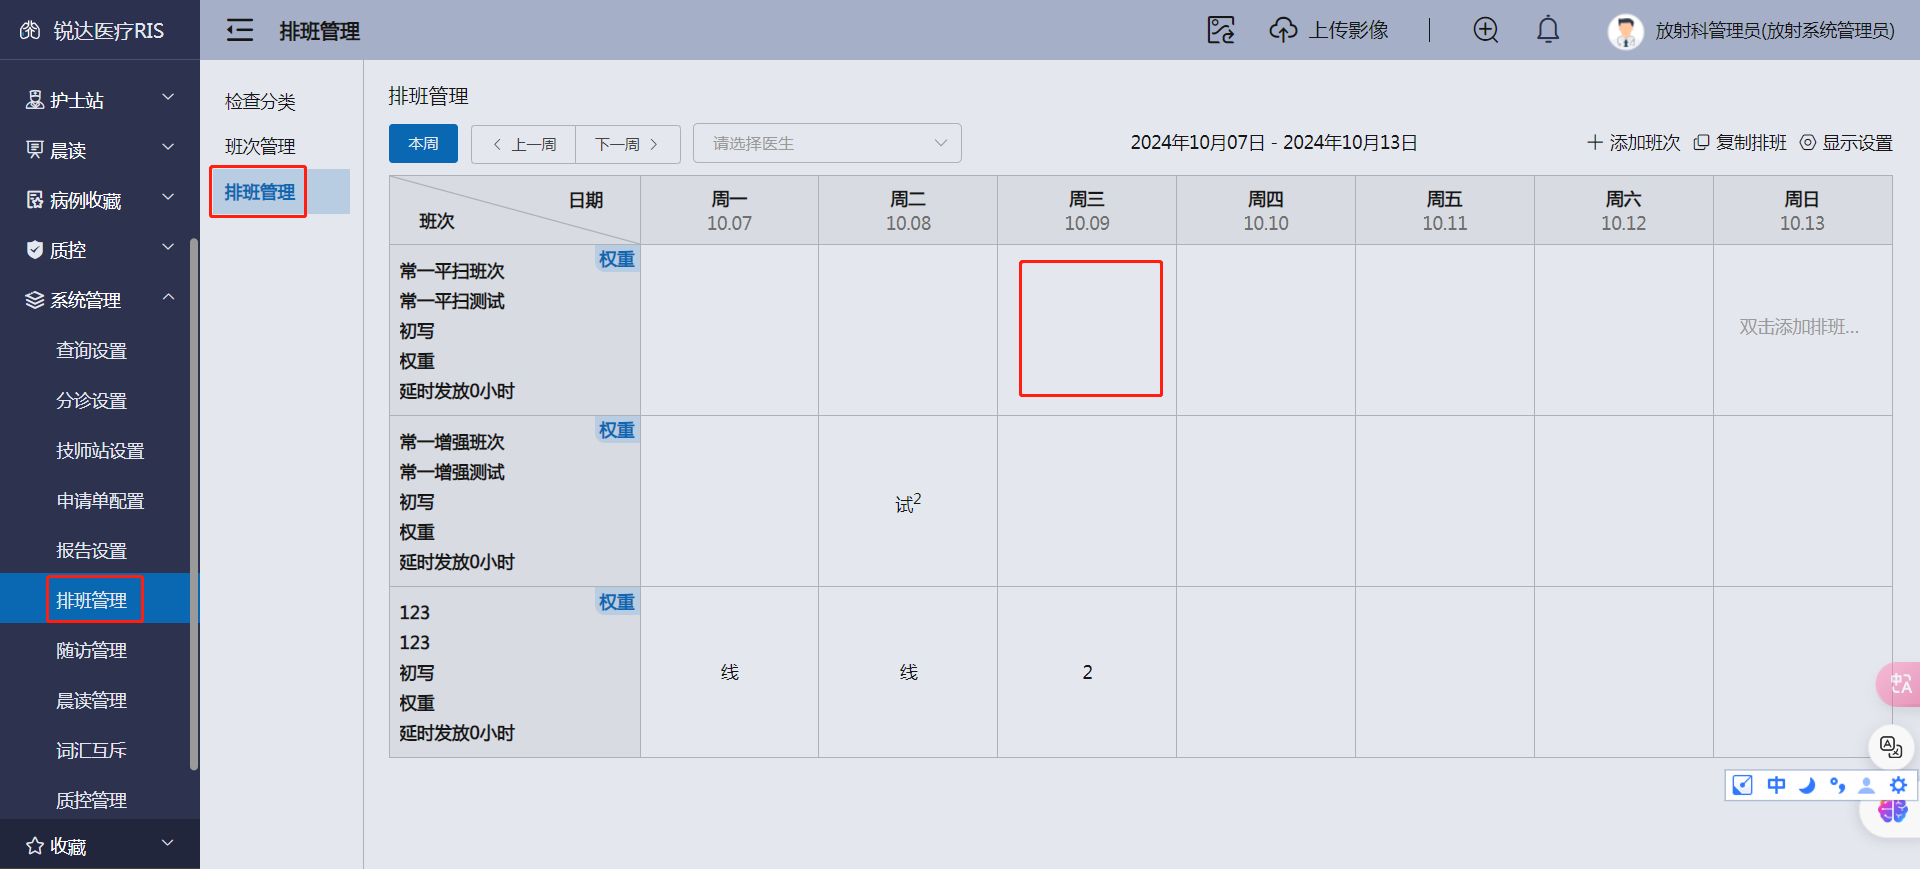 锐达医疗RIS
排班管理
上传影像
放射科管理员(放射系统管理员)
护士站
晨读
病例收藏
质控
系统管理
查询设置
分诊设置
技师站设置
申请单配置
报告设置
排班管理
随访管理
晨读管理
词汇互斥
质控管理
收藏
检查分类
班次管理
排班管理
排班管理
本周
上一周
下一周
请选择医生
2024年10月07日 - 2024年10月13日
添加班次
复制排班
显示设置
日期
班次
周一
10.07
周二
10.08
周三
10.09
周四
10.10
周五
10.11
周六
10.12
周日
10.13
权重
常一平扫班次
常一平扫测试
初写
权重
延时发放0小时
双击添加排班...
权重
常一增强班次
常一增强测试
初写
权重
延时发放0小时
试2
权重
123
123
初写
权重
延时发放0小时
线
线
2
中